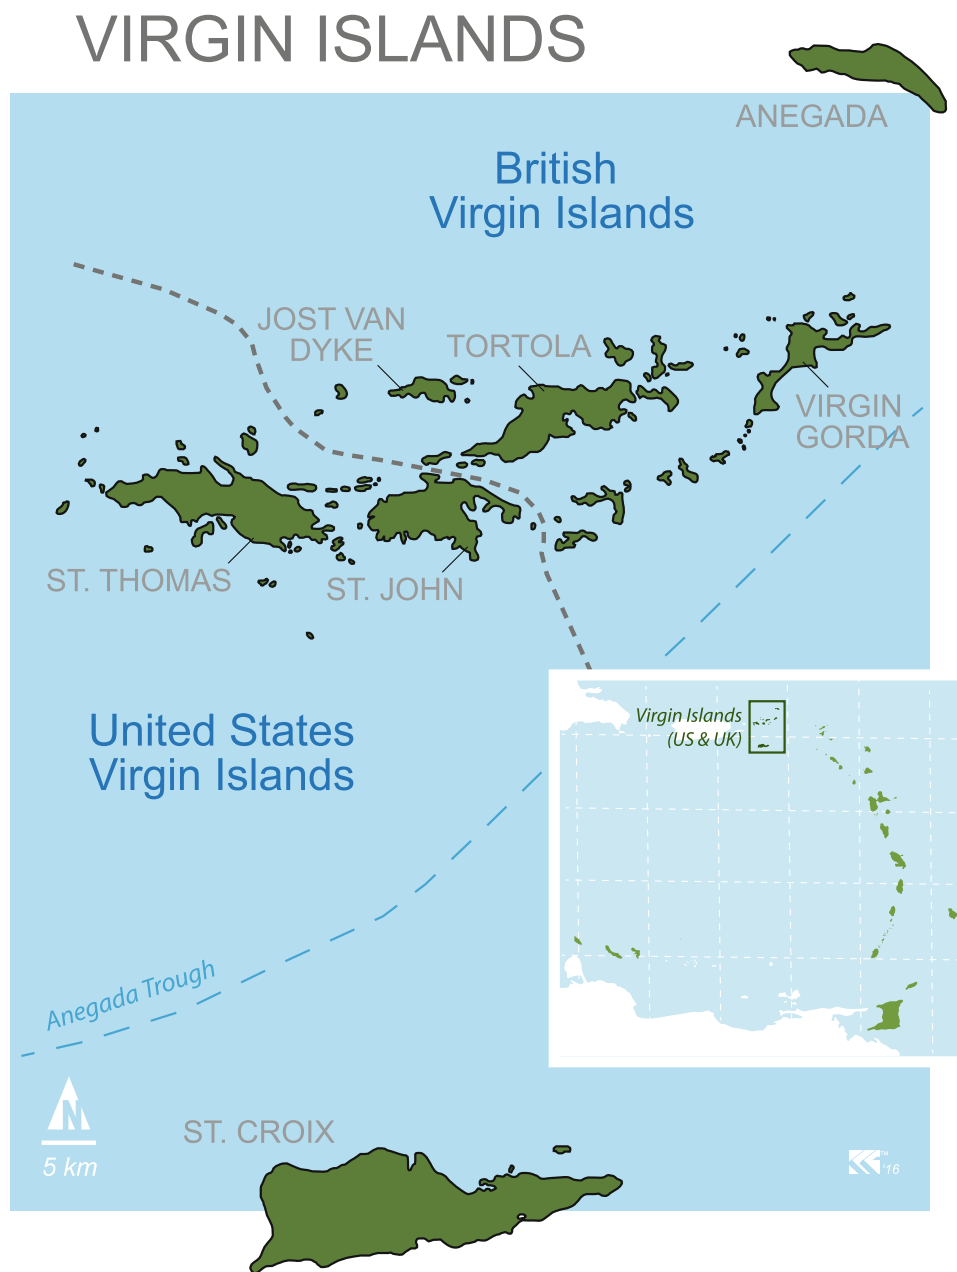 VIRGIN ISLANDS
ANEGADA
British
Virgin Islands
JOST VAN
DYKE
TORTOLA
VIRGIN
GORDA
ST. THOMAS
ST. JOHN
United States
Virgin Islands
Virgin Islands
(US & UK)
Anegada Trough
N
5 km
ST. CROIX
TM
'16